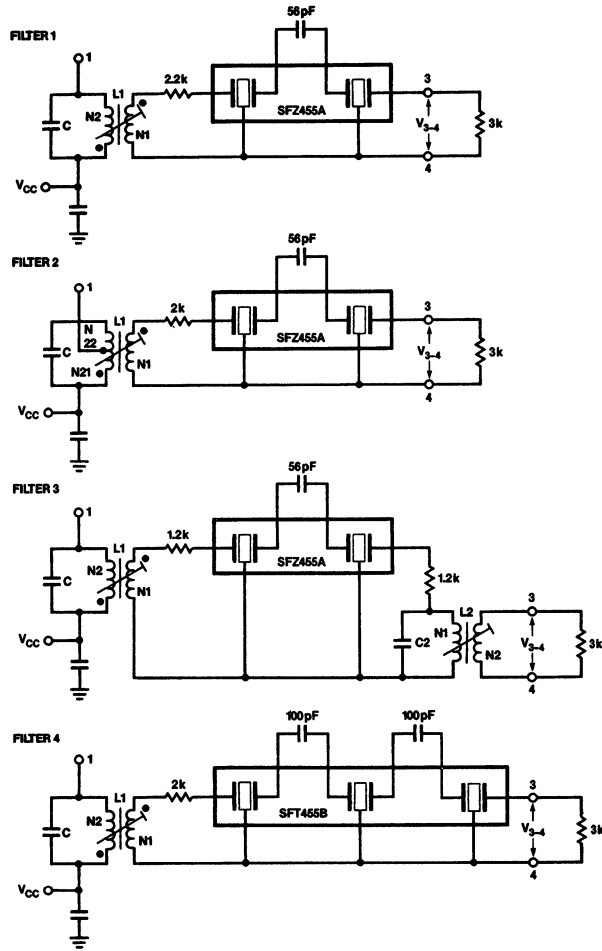 FILTER 1
56pF
1
2.2k
L1
C
N2
N1
SFZ455A
3
V3–4
3k
4
VCC
FILTER 2
56pF
1
2k
L1
N
22
C
N21
N1
SFZ455A
3
V3–4
3k
4
VCC
FILTER 3
56pF
1
1.2k
L1
C
N2
N1
SFZ455A
1.2k
L2
3
C2
N1
N2
V3–4
3k
4
VCC
FILTER 4
100pF
100pF
1
2k
L1
C
N2
N1
SFT455B
3
V3–4
3k
4
VCC